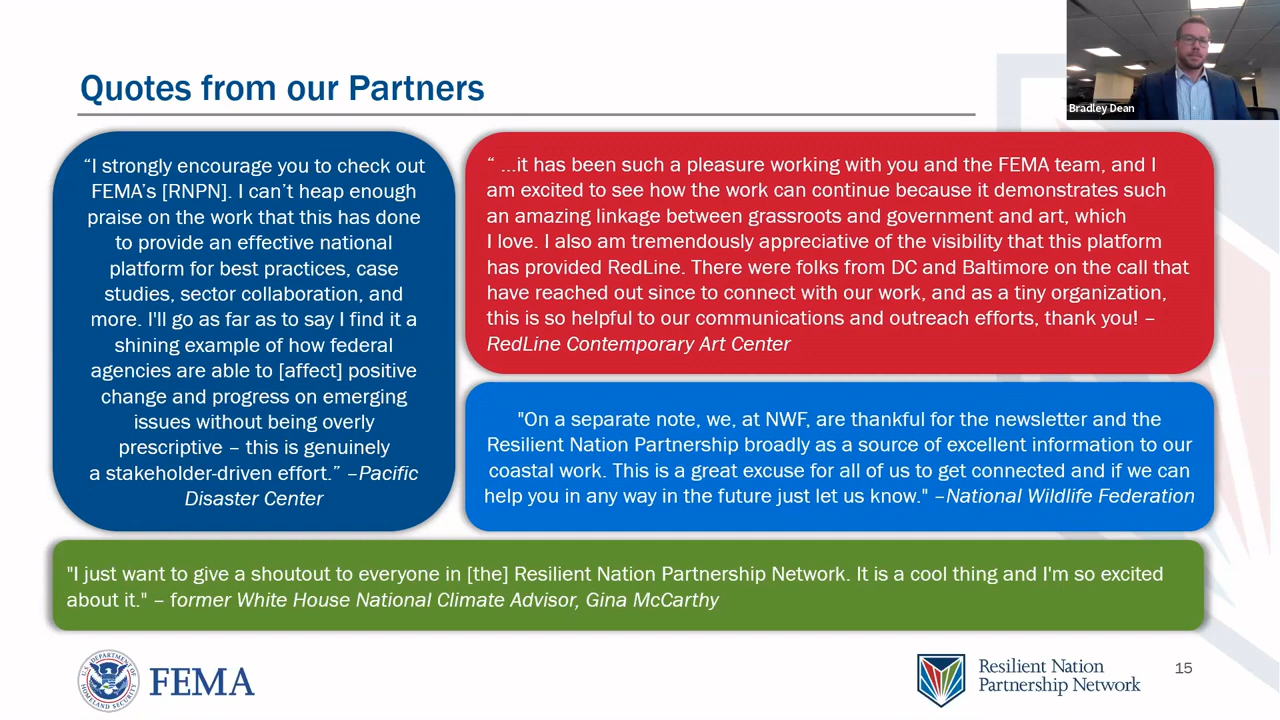 Quotes from our Partners
Bradley Dean
“I strongly encourage you to check out
FEMA’s [RNPN]. I can’t heap enough
praise on the work that this has done
to provide an effective national
platform for best practices, case
studies, sector collaboration, and
more. I'll go as far as to say I find it a
shining example of how federal
agencies are able to [affect] positive
change and progress on emerging
issues without being overly
prescriptive – this is genuinely
a stakeholder-driven effort.” –Pacific
Disaster Center
“ ...it has been such a pleasure working with you and the FEMA team, and I
am excited to see how the work can continue because it demonstrates such
an amazing linkage between grassroots and government and art, which
I love. I also am tremendously appreciative of the visibility that this platform
has provided RedLine. There were folks from DC and Baltimore on the call that
have reached out since to connect with our work, and as a tiny organization,
this is so helpful to our communications and outreach efforts, thank you! –
RedLine Contemporary Art Center
"On a separate note, we, at NWF, are thankful for the newsletter and the
Resilient Nation Partnership broadly as a source of excellent information to our
coastal work. This is a great excuse for all of us to get connected and if we can
help you in any way in the future just let us know." –National Wildlife Federation
"I just want to give a shoutout to everyone in [the] Resilient Nation Partnership Network. It is a cool thing and I'm so excited
about it." – former White House National Climate Advisor, Gina McCarthy
U.S. DEPARTMENT OF
HOMELAND SECURITY
FEMA
Resilient Nation
Partnership Network
15